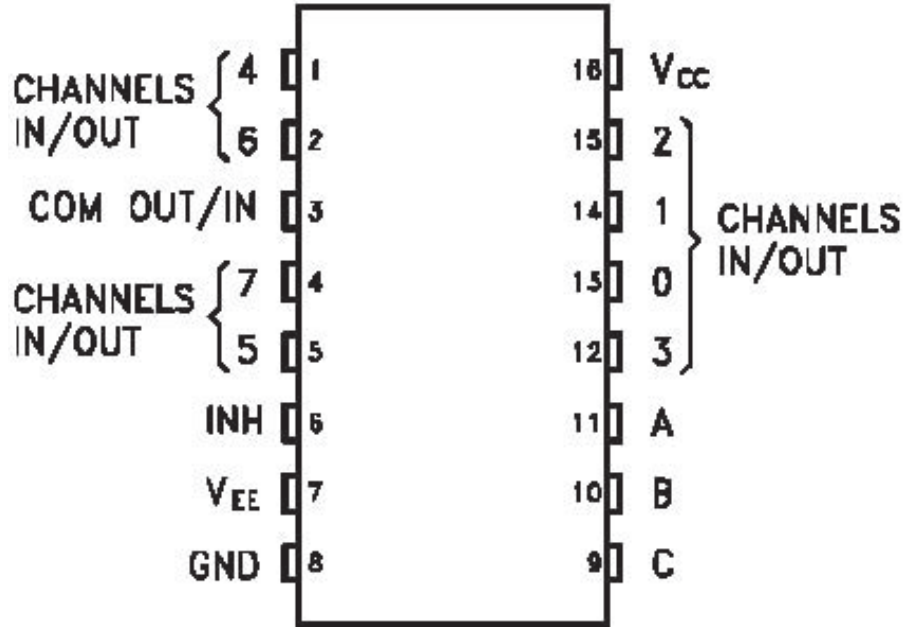 4 1 16 VCC
CHANNELS
IN/OUT
6 2 15 2
COM OUT/IN 3 14 1
CHANNELS
IN/OUT
7 4 13 0
CHANNELS
IN/OUT
5 5 12 3
INH 6 11 A
VEE 7 10 B
GND 8 9 C